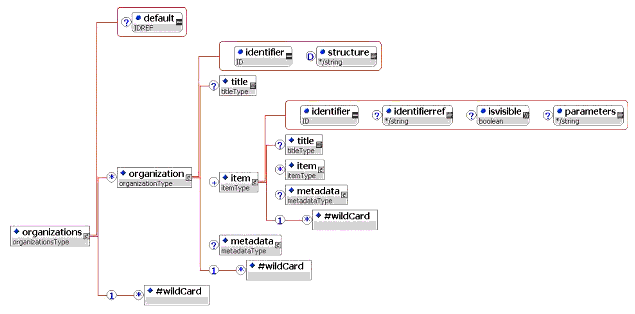 ? default
IDREF
identifier
ID
D structure
*/string
? title
titleType
identifier
ID
? identifierref
*/string
? isvisible
boolean
? parameters
*/string
* organization
organizationType
? title
titleType
+ item
itemType
* item
itemType
? metadata
metadataType
1 * #wildCard
organizations
organizationsType
? metadata
metadataType
1 * #wildCard
1 * #wildCard